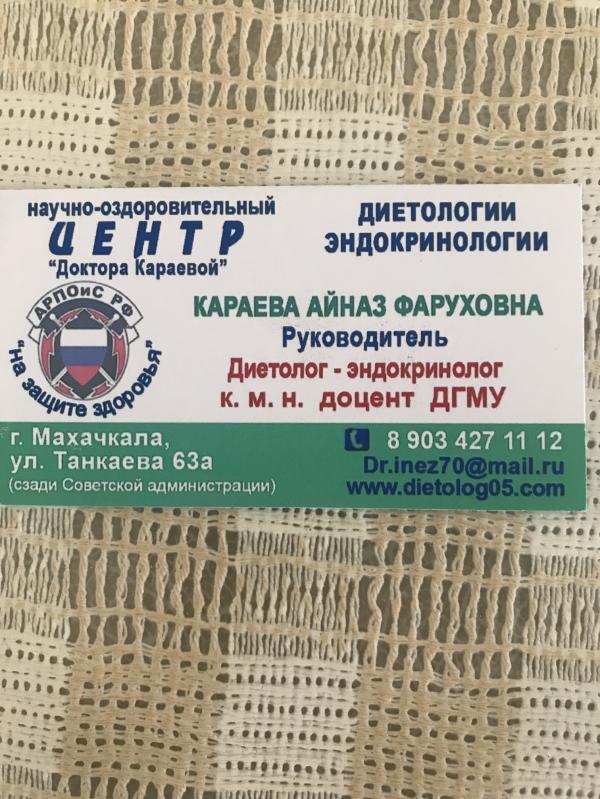 научно-оздоровительный
ЦЕНТР
"Доктора Караевой"
ДИЕТОЛОГИИ
ЭНДОКРИНОЛОГИИ
АРПОиС РФ
"на защите здоровья"
КАРАЕВА АЙНАЗ ФАРУХОВНА
Руководитель
Диетолог - эндокринолог
к. м. н. доцент ДГМУ
г. Махачкала,
ул. Танкаева 63а
(сзади Советской администрации)
8 903 427 11 12
Dr.inez70@mail.ru
www.dietolog05.com